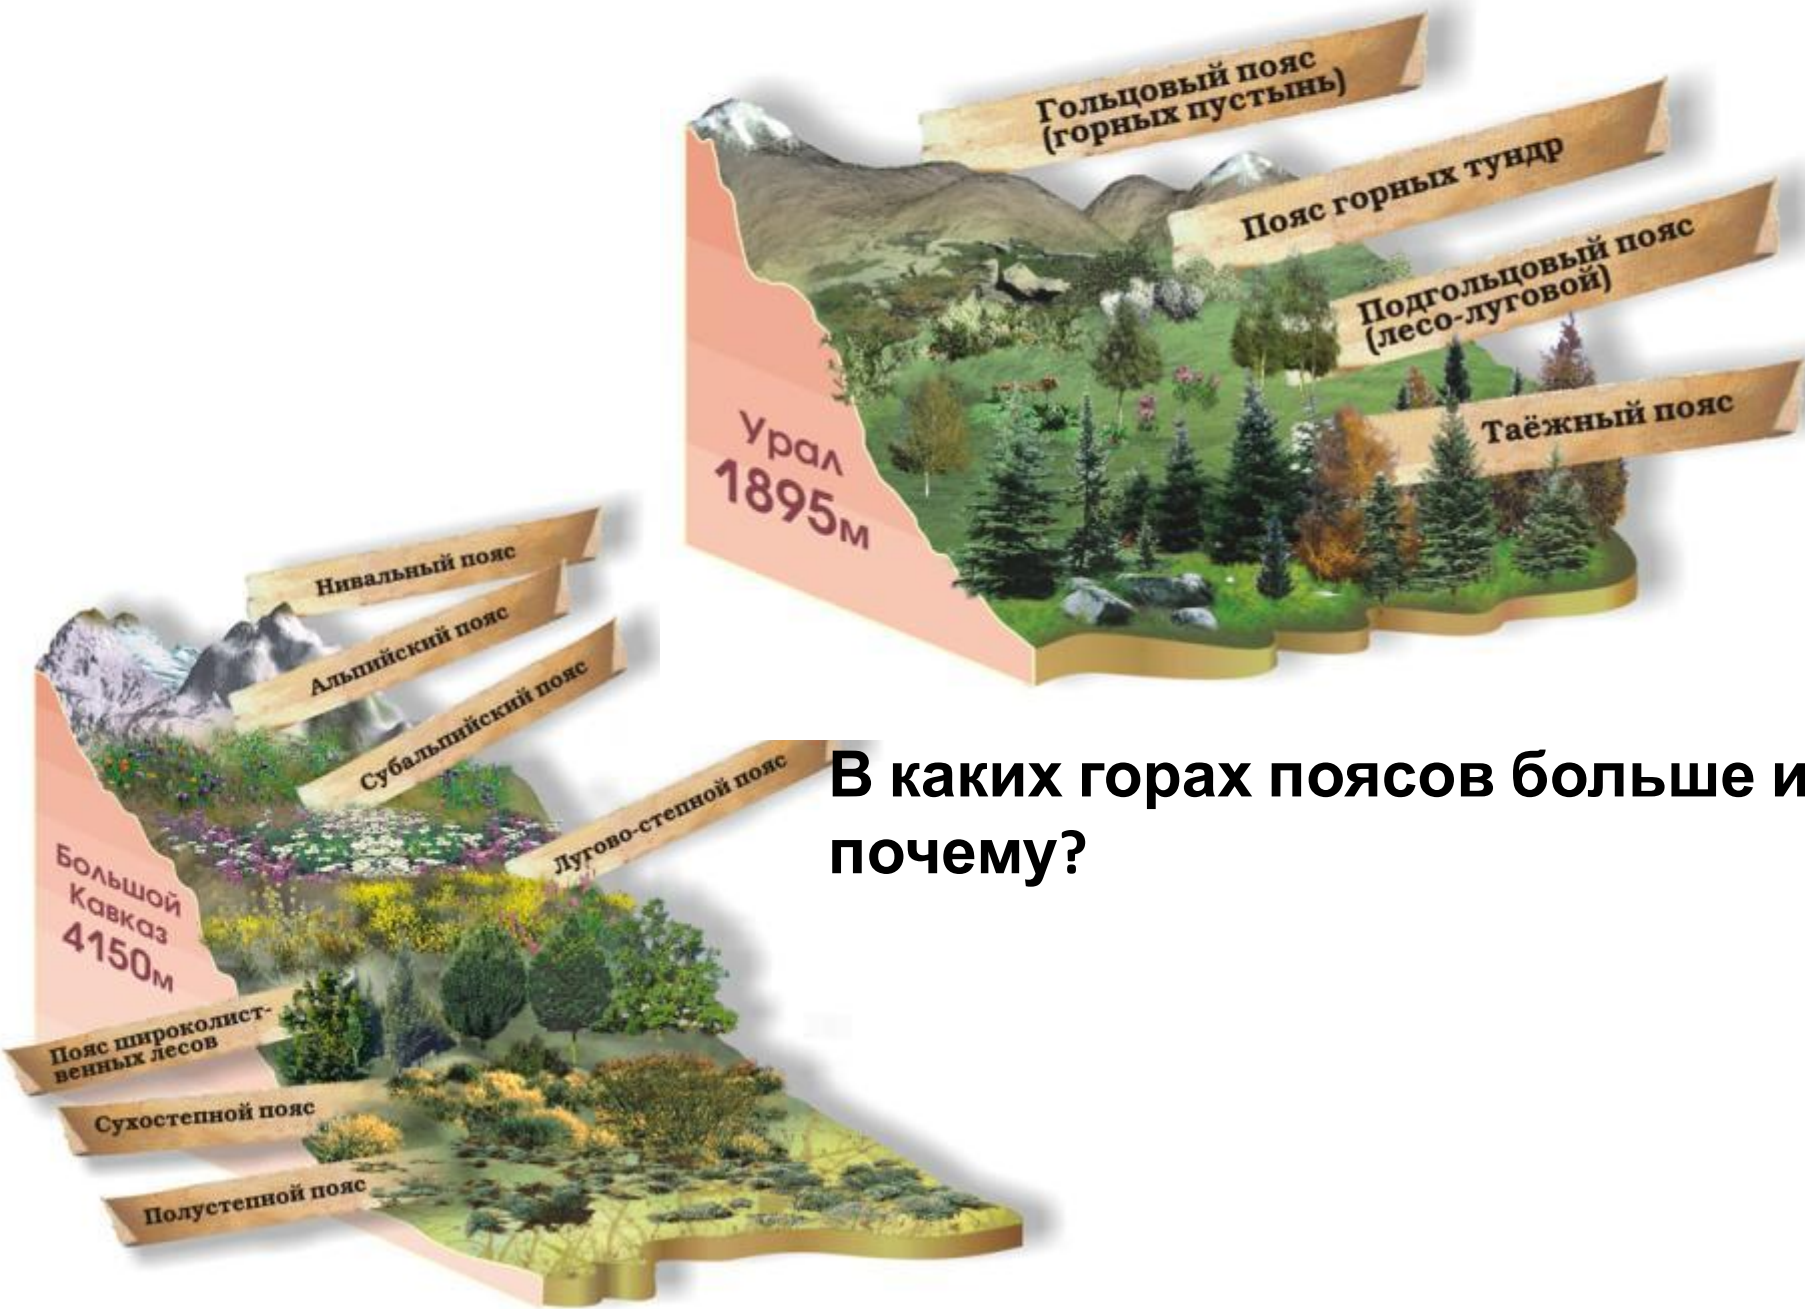 Гольцовый пояс
(горных пустынь)
Пояс горных тундр
Подгольцовый пояс
(лесо-луговой)
Таёжный пояс
Урал
1895м
Нивальный пояс
Альпийский пояс
Субальпийский пояс
Лугово-степной пояс
В каких горах поясов больше и
почему?
Большой
Кавказ
4150м
Пояс широколист-
венных лесов
Сухостепной пояс
Полустепной пояс